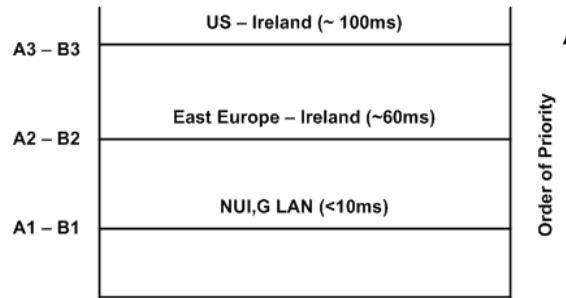 US – Ireland (~ 100ms)
A3 – B3
East Europe – Ireland (~60ms)
A2 – B2
NUI,G LAN (<10ms)
A1 – B1
Order of Priority